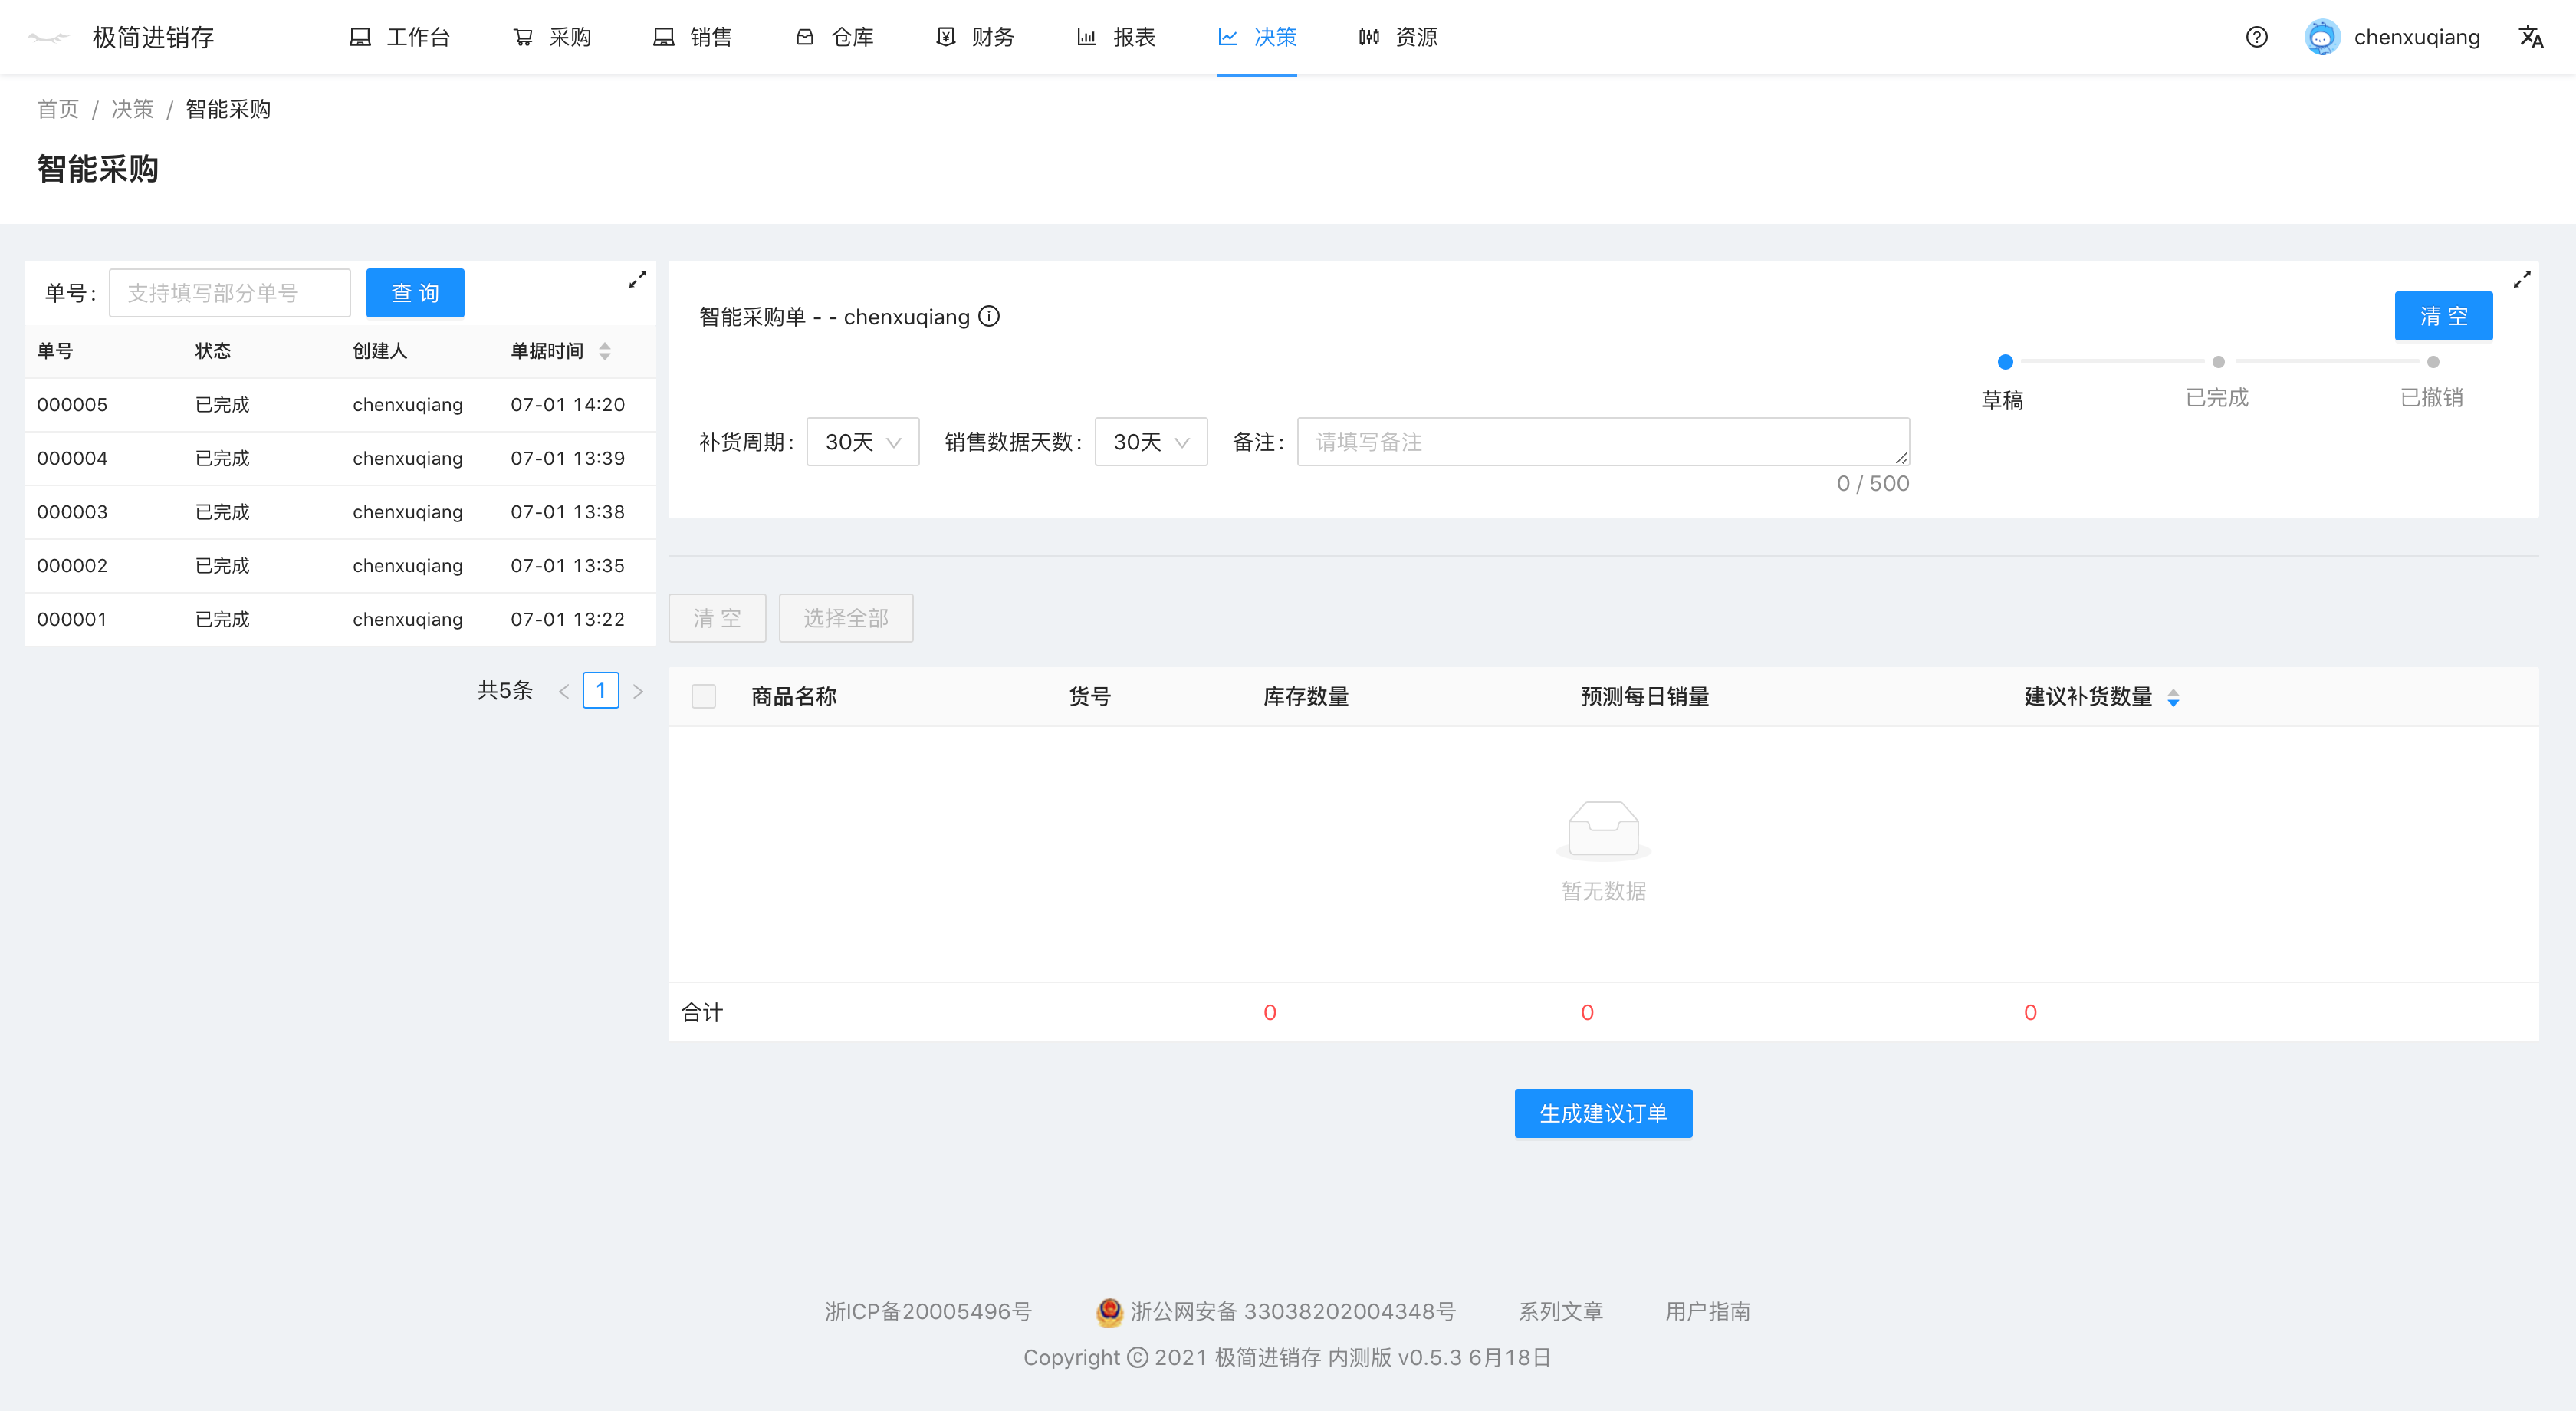 极简进销存 工作台 采购 销售 仓库 财务 报表 决策 资源 chenxuqiang
首页 / 决策 / 智能采购
智能采购
单号: 支持填写部分单号 查 询
单号 状态 创建人 单据时间
000005 已完成 chenxuqiang 07-01 14:20
000004 已完成 chenxuqiang 07-01 13:39
000003 已完成 chenxuqiang 07-01 13:38
000002 已完成 chenxuqiang 07-01 13:35
000001 已完成 chenxuqiang 07-01 13:22
共5条 < 1 >
智能采购单 - - chenxuqiang
清 空
草稿 已完成 已撤销
补货周期: 30天 销售数据天数: 30天 备注: 请填写备注
0 / 500
清 空 选择全部
商品名称 货号 库存数量 预测每日销量 建议补货数量
暂无数据
合计 0 0 0
生成建议订单
浙ICP备20005496号 浙公网安备 33038202004348号 系列文章 用户指南
Copyright © 2021 极简进销存 内测版 v0.5.3 6月18日